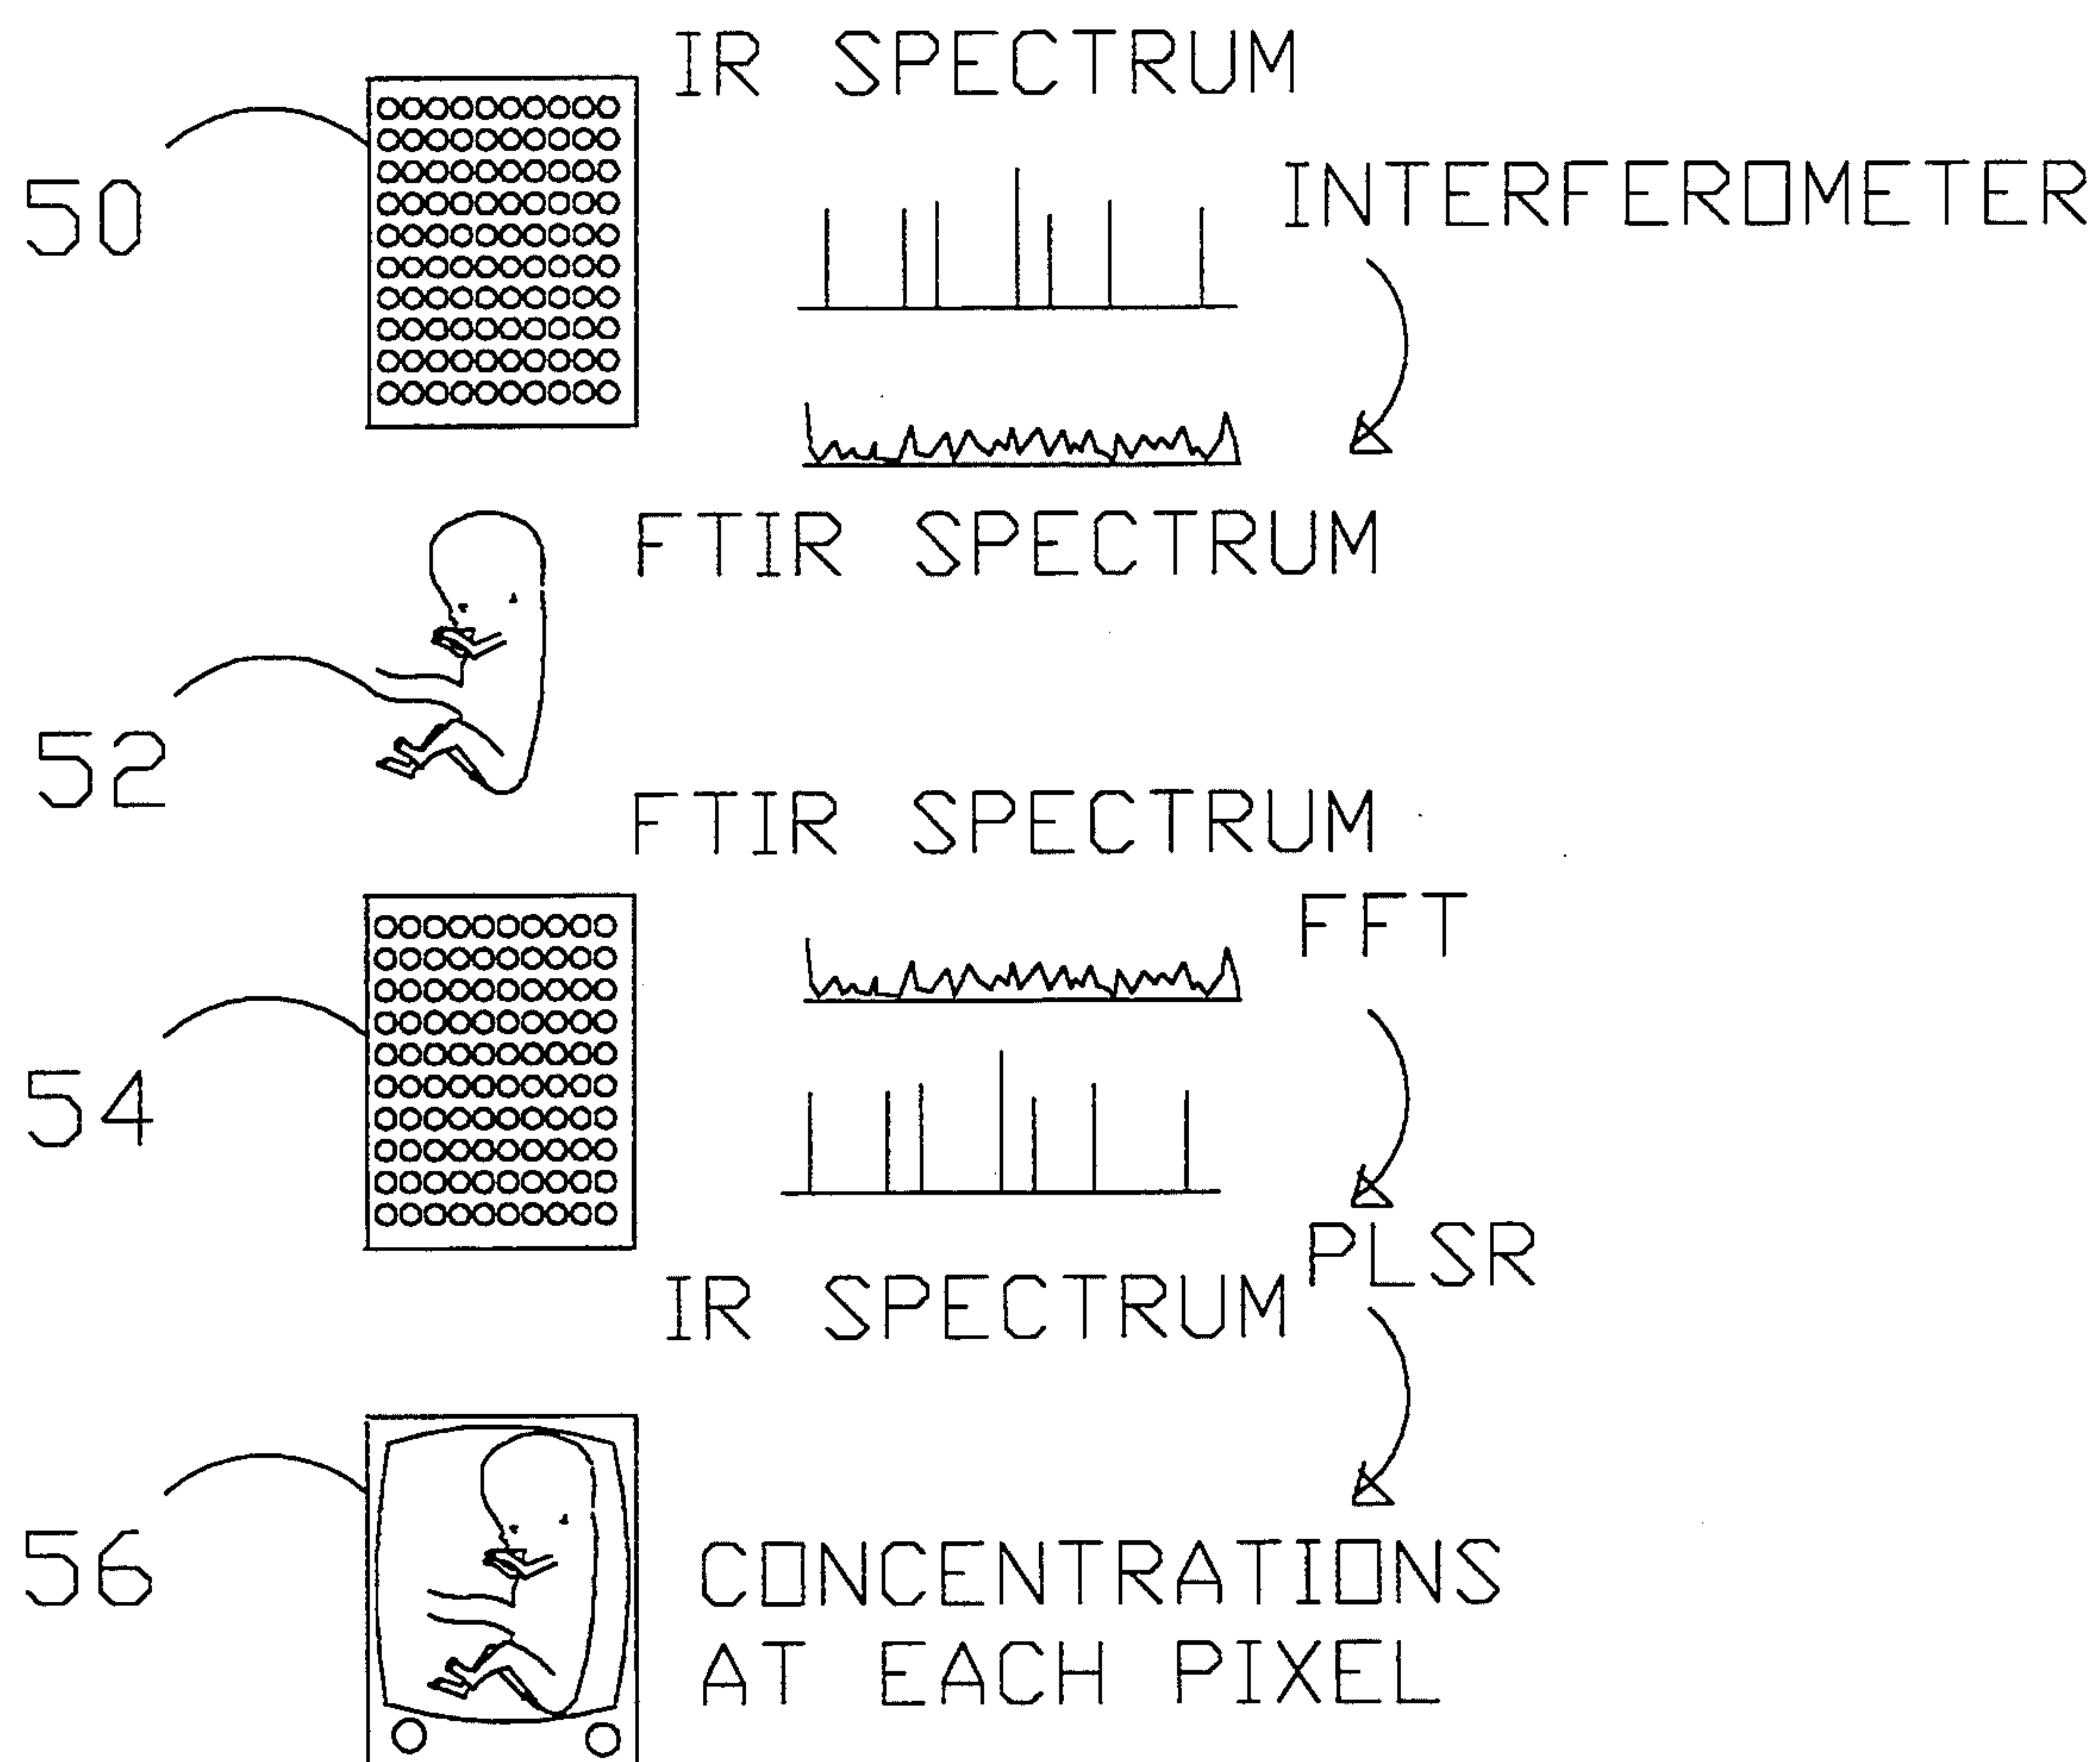 IR SPECTRUM
50
INTERFEROMETER
FTIR SPECTRUM
52
FTIR SPECTRUM
FFT
54
PLSR
IR SPECTRUM
56
CONCENTRATIONS
AT EACH PIXEL